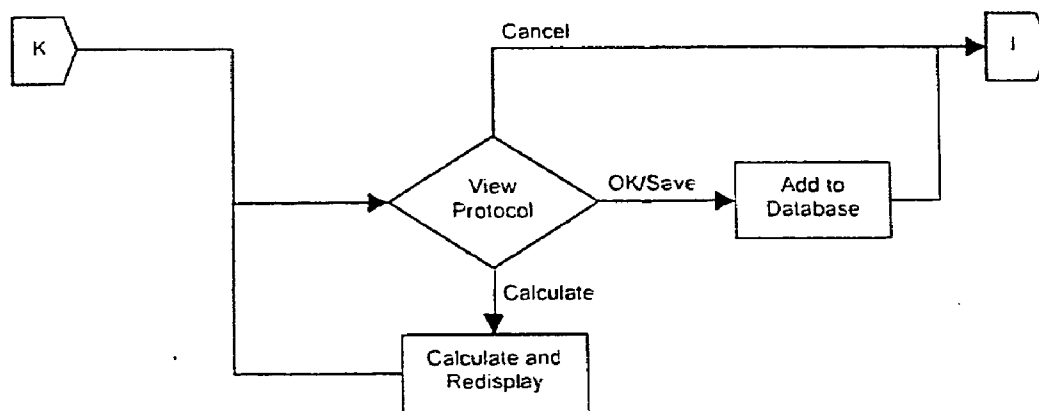 Cancel
K
I
View
Protocol
OK/Save
Add to
Database
Calculate
Calculate and
Redisplay